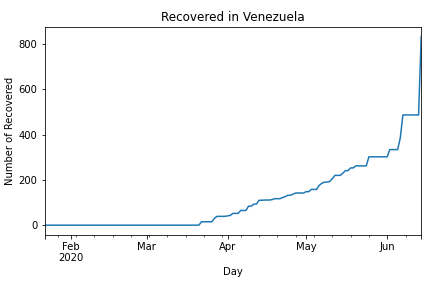 Recovered in Venezuela
Number of Recovered
800
600
400
200
0
Feb
2020
Mar
Apr
May
Jun
Day